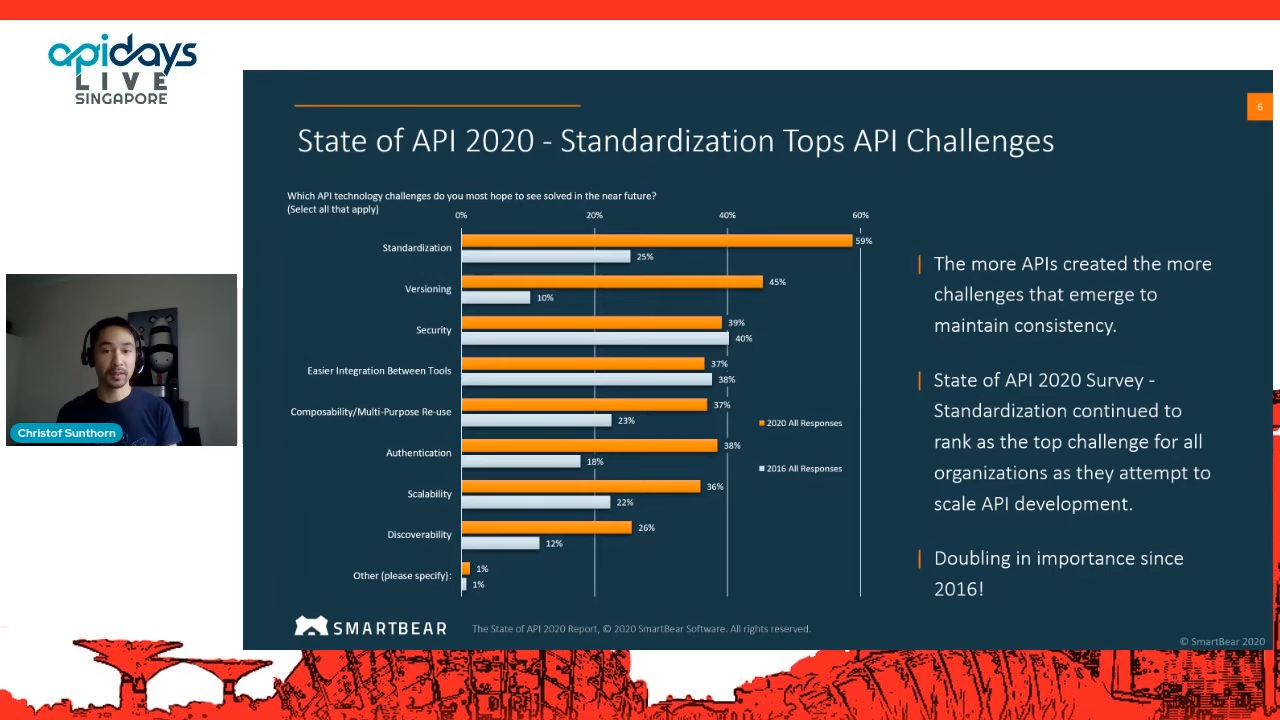 apidays
LIVE
SINGAPORE
6
State of API 2020 - Standardization Tops API Challenges
Which API technology challenges do you most hope to see solved in the near future?
(Select all that apply)
0% 20% 40% 60%
Standardization 59%
25%
Versioning 45%
10%
Security 39%
40%
Easier Integration Between Tools 37%
38%
Composability/Multi-Purpose Re-use 37%
23%
Authentication 38%
18%
Scalability 36%
22%
Discoverability 26%
12%
Other (please specify): 1%
1%
2020 All Responses
2016 All Responses
The more APIs created the more
challenges that emerge to
maintain consistency.
State of API 2020 Survey -
Standardization continued to
rank as the top challenge for all
organizations as they attempt to
scale API development.
Doubling in importance since
2016!
Christof Sunthorn
SMARTBEAR
The State of API 2020 Report, © 2020 SmartBear Software. All rights reserved.
© SmartBear 2020